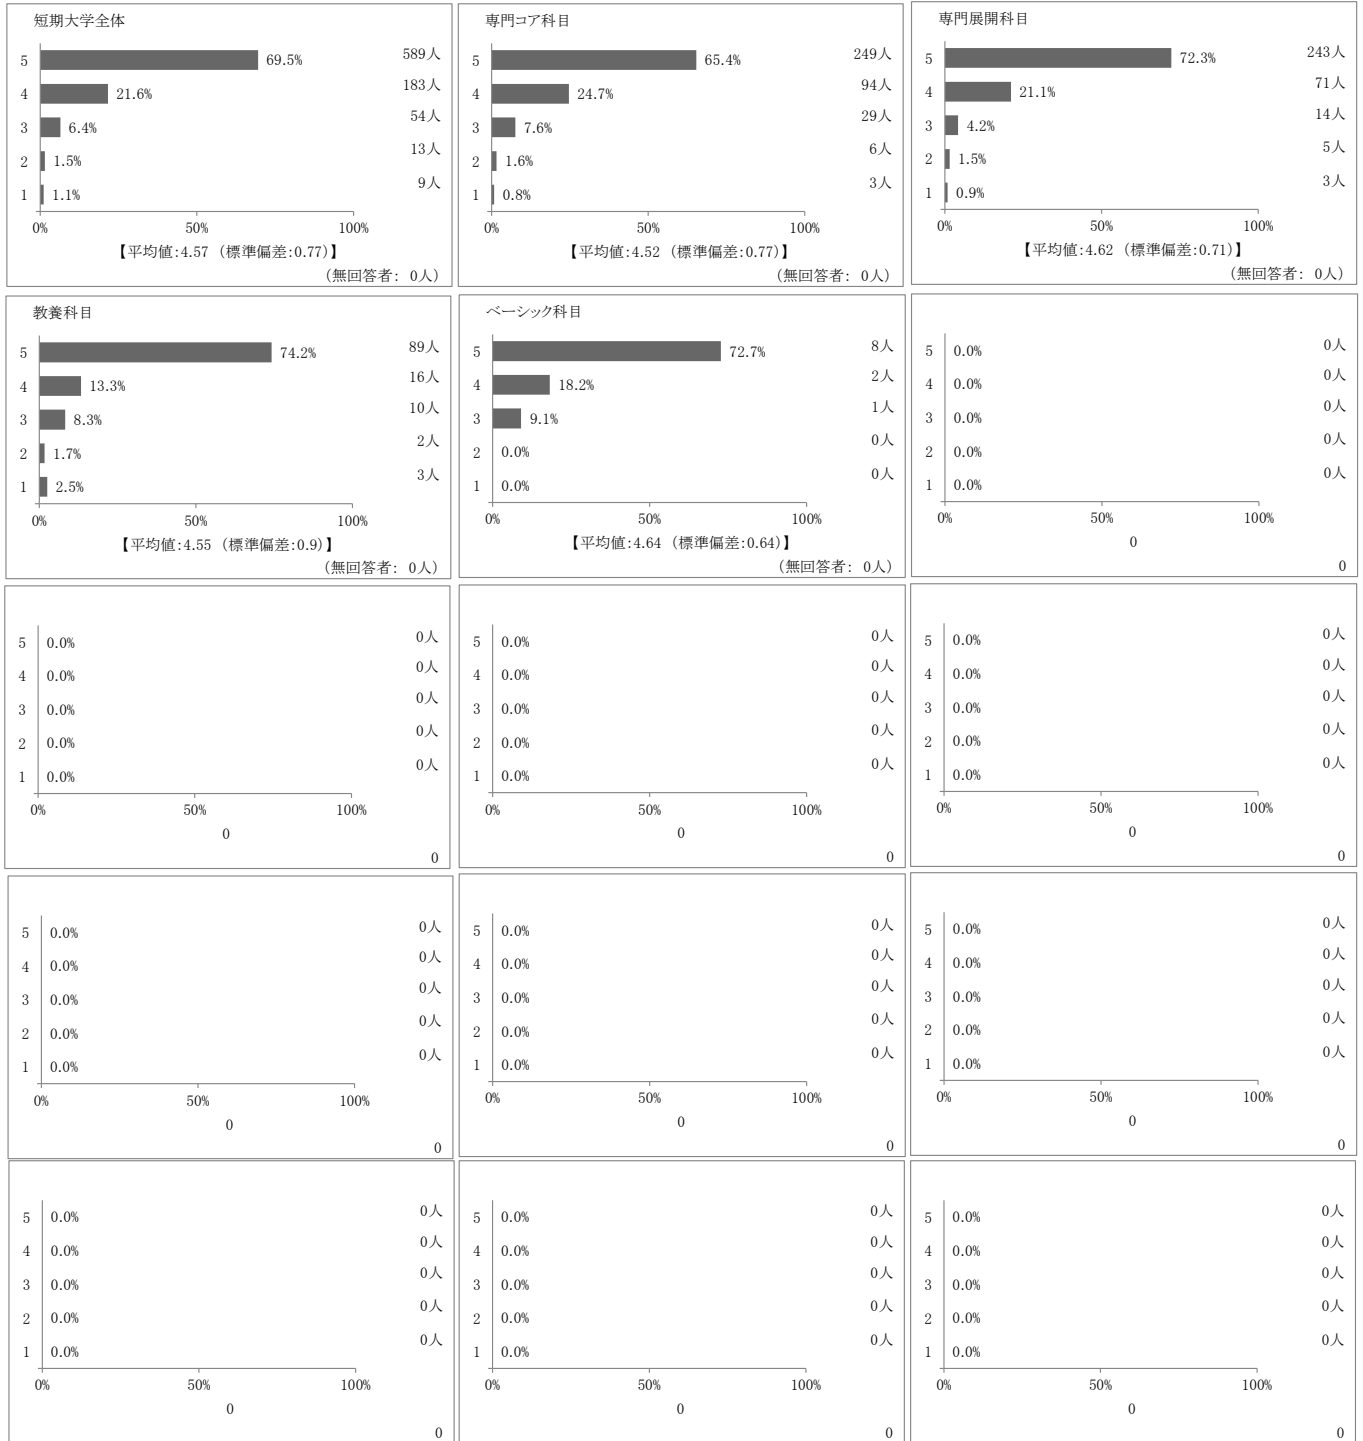 短期大学全体
5 69.5% 589人
4 21.6% 183人
3 6.4% 54人
2 1.5% 13人
1 1.1% 9人
0% 50% 100%
【平均値:4.57 (標準偏差:0.77)】
(無回答者: 0人)
専門コア科目
5 65.4% 249人
4 24.7% 94人
3 7.6% 29人
2 1.6% 6人
1 0.8% 3人
0% 50% 100%
【平均値:4.52 (標準偏差:0.77)】
(無回答者: 0人)
専門展開科目
5 72.3% 243人
4 21.1% 71人
3 4.2% 14人
2 1.5% 5人
1 0.9% 3人
0% 50% 100%
【平均値:4.62 (標準偏差:0.71)】
(無回答者: 0人)
教養科目
5 74.2% 89人
4 13.3% 16人
3 8.3% 10人
2 1.7% 2人
1 2.5% 3人
0% 50% 100%
【平均値:4.55 (標準偏差:0.9)】
(無回答者: 0人)
ベーシック科目
5 72.7% 8人
4 18.2% 2人
3 9.1% 1人
2 0.0% 0人
1 0.0% 0人
0% 50% 100%
【平均値:4.64 (標準偏差:0.64)】
(無回答者: 0人)
5 0.0% 0人
4 0.0% 0人
3 0.0% 0人
2 0.0% 0人
1 0.0% 0人
0% 50% 100%
0
0
5 0.0% 0人
4 0.0% 0人
3 0.0% 0人
2 0.0% 0人
1 0.0% 0人
0% 50% 100%
0
0
5 0.0% 0人
4 0.0% 0人
3 0.0% 0人
2 0.0% 0人
1 0.0% 0人
0% 50% 100%
0
0
5 0.0% 0人
4 0.0% 0人
3 0.0% 0人
2 0.0% 0人
1 0.0% 0人
0% 50% 100%
0
0
5 0.0% 0人
4 0.0% 0人
3 0.0% 0人
2 0.0% 0人
1 0.0% 0人
0% 50% 100%
0
0
5 0.0% 0人
4 0.0% 0人
3 0.0% 0人
2 0.0% 0人
1 0.0% 0人
0% 50% 100%
0
0
5 0.0% 0人
4 0.0% 0人
3 0.0% 0人
2 0.0% 0人
1 0.0% 0人
0% 50% 100%
0
0
5 0.0% 0人
4 0.0% 0人
3 0.0% 0人
2 0.0% 0人
1 0.0% 0人
0% 50% 100%
0
0
5 0.0% 0人
4 0.0% 0人
3 0.0% 0人
2 0.0% 0人
1 0.0% 0人
0% 50% 100%
0
0
5 0.0% 0人
4 0.0% 0人
3 0.0% 0人
2 0.0% 0人
1 0.0% 0人
0% 50% 100%
0
0